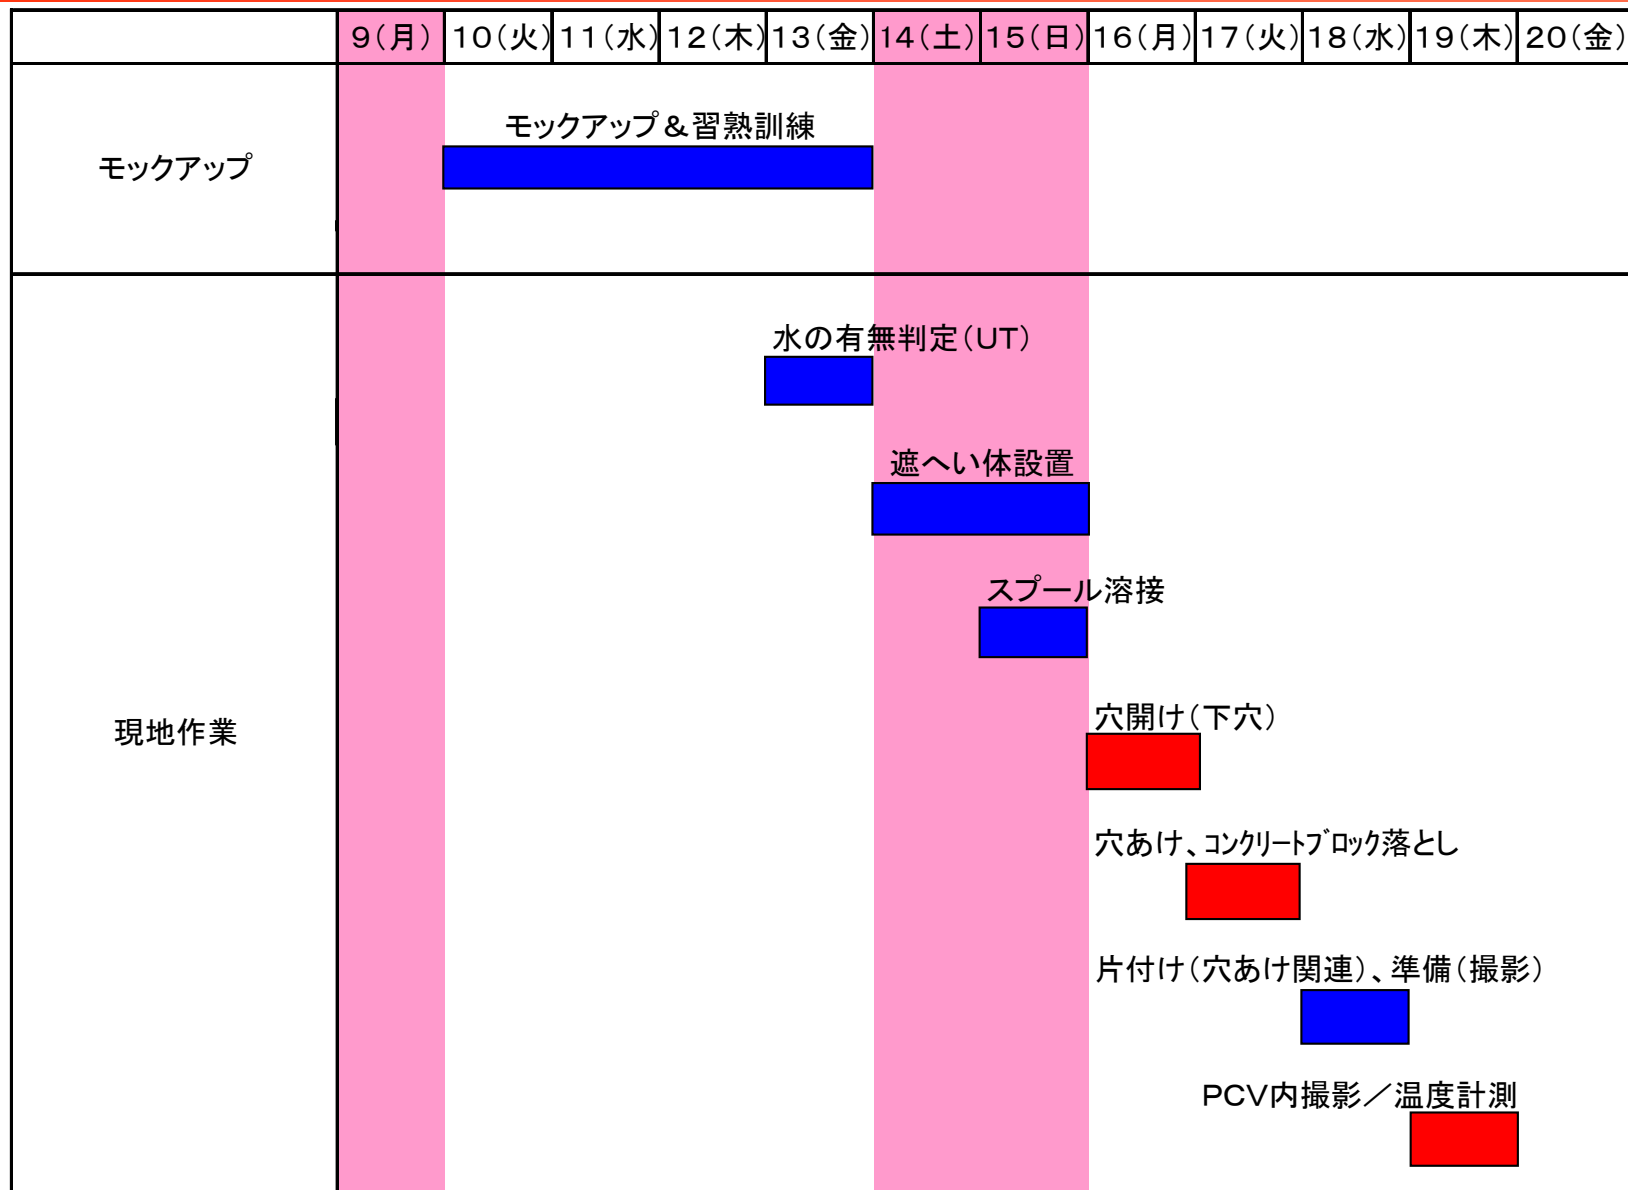 9(月) 10(火) 11(水) 12(木) 13(金) 14(土) 15(日) 16(月) 17(火) 18(水) 19(木) 20(金)
モックアップ&習熟訓練
モックアップ
水の有無判定(UT)
遮へい体設置
スプール溶接
穴開け(下穴)
現地作業
穴あけ、コンクリートブロック落とし
片付け(穴あけ関連)、準備(撮影)
PCV内撮影/温度計測